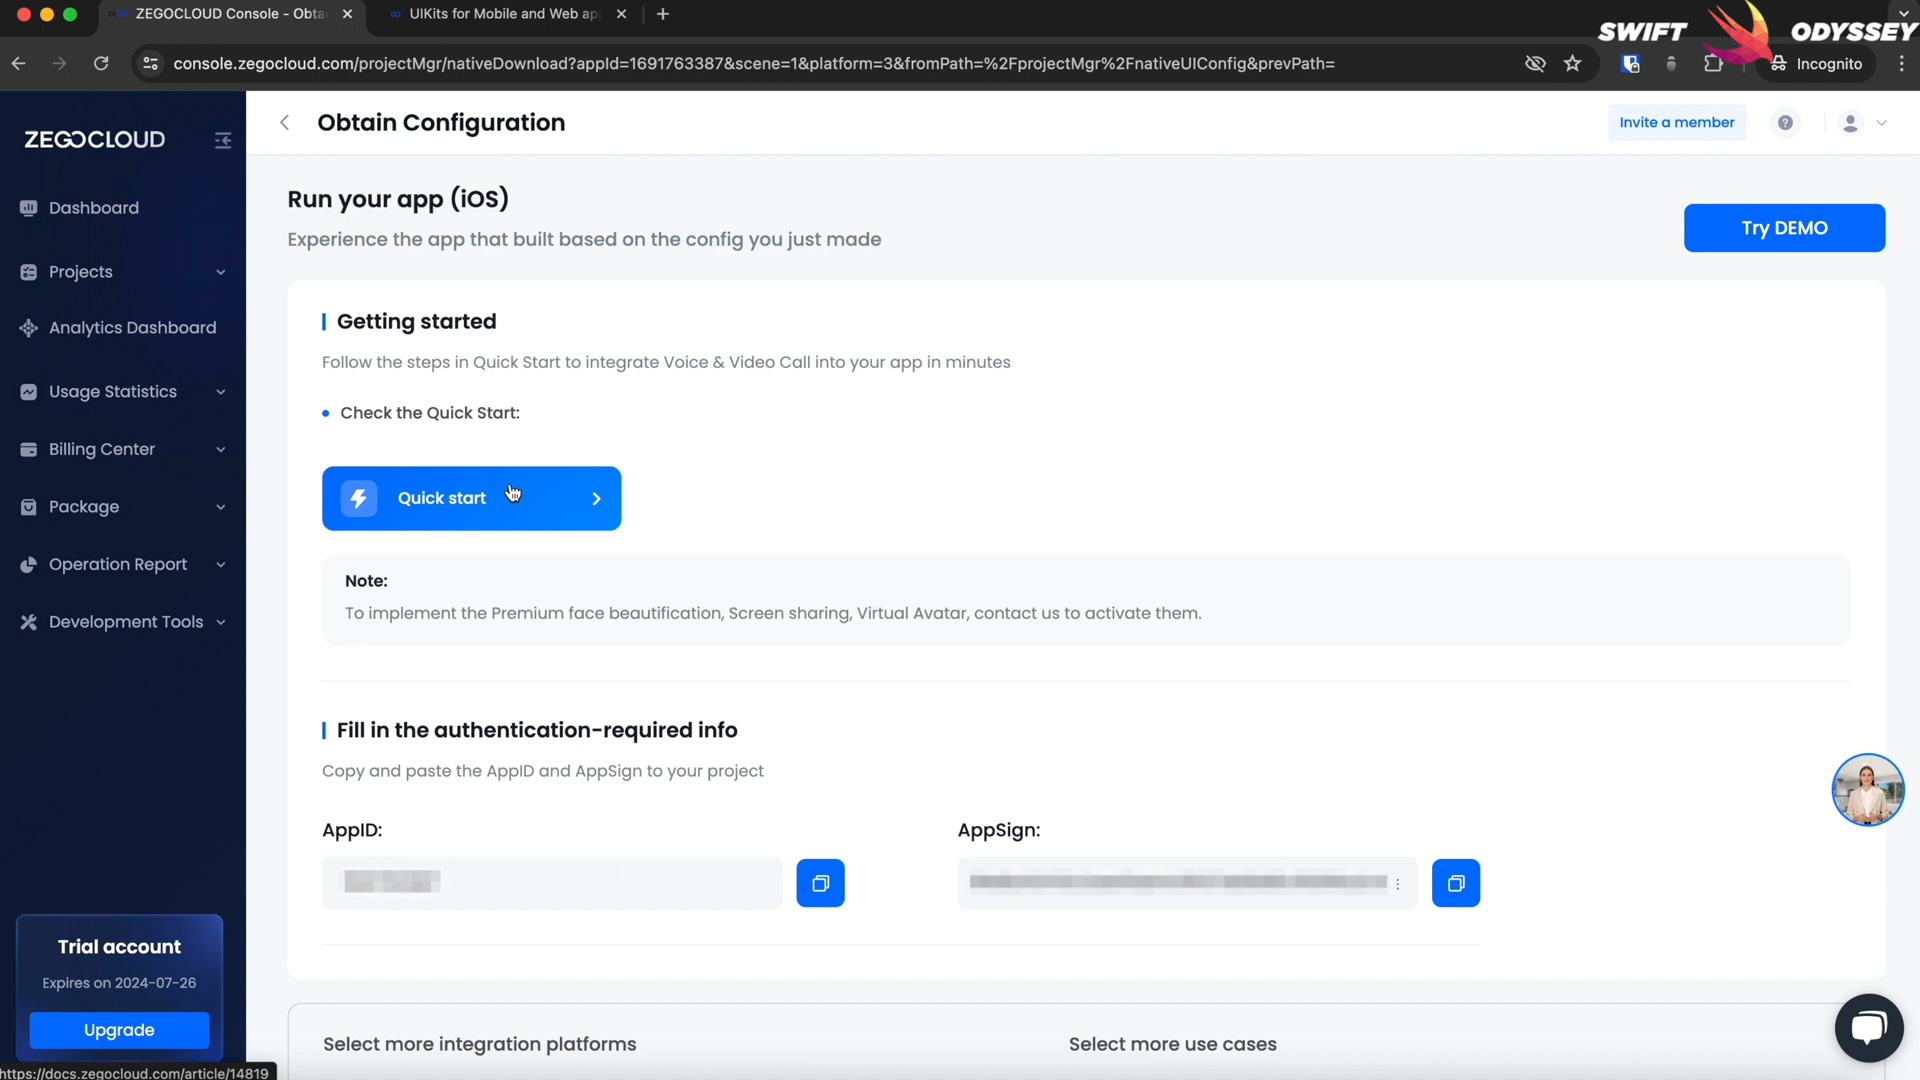 ZEGOCLOUD Console - Obta
UIKits for Mobile and Web ap
SWIFT ODYSSEY
console.zegocloud.com/projectMgr/nativeDownload?appId=1691763387&scene=1&platform=3&fromPath=%2FprojectMgr%2FnativeUIConfig&prevPath=
Incognito
ZEGOCLOUD
Obtain Configuration
Invite a member
Dashboard
Projects
Analytics Dashboard
Usage Statistics
Billing Center
Package
Operation Report
Development Tools
Trial account
Expires on 2024-07-26
Upgrade
Run your app (iOS)
Experience the app that built based on the config you just made
Try DEMO
Getting started
Follow the steps in Quick Start to integrate Voice & Video Call into your app in minutes
Check the Quick Start:
Quick start
Note:
To implement the Premium face beautification, Screen sharing, Virtual Avatar, contact us to activate them.
Fill in the authentication-required info
Copy and paste the AppID and AppSign to your project
AppID:
AppSign:
Select more integration platforms
Select more use cases
https://docs.zegocloud.com/article/14819